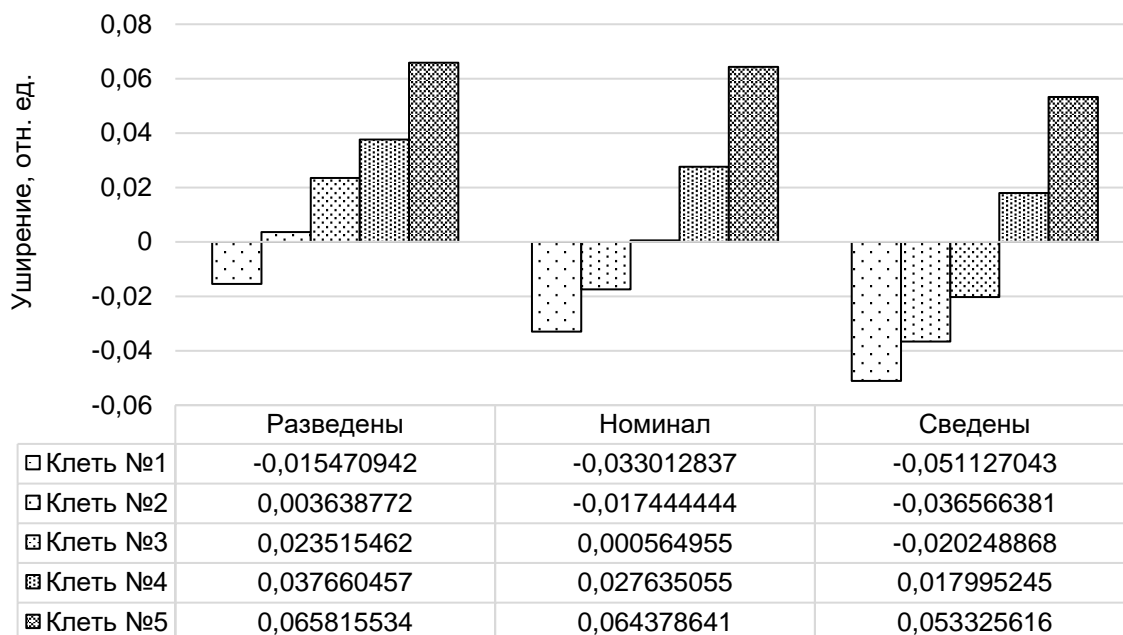 Уширение, отн. ед.
0,08
0,06
0,04
0,02
0
-0,02
-0,04
-0,06
Разведены Номинал Сведены
Клеть №1 -0,015470942 -0,033012837 -0,051127043
Клеть №2 0,003638772 -0,017444444 -0,036566381
Клеть №3 0,023515462 0,000564955 -0,020248868
Клеть №4 0,037660457 0,027635055 0,017995245
Клеть №5 0,065815534 0,064378641 0,053325616